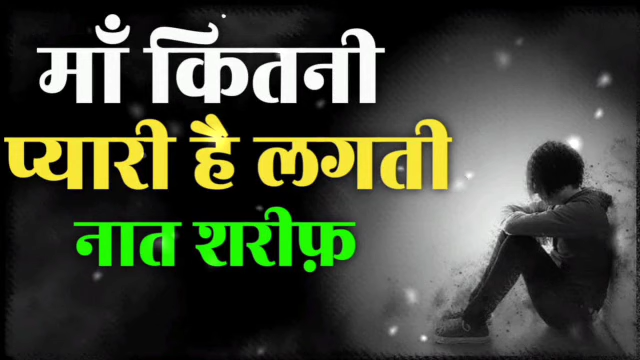 माँ कितनी
प्यारी है लगती
नात शरीफ़